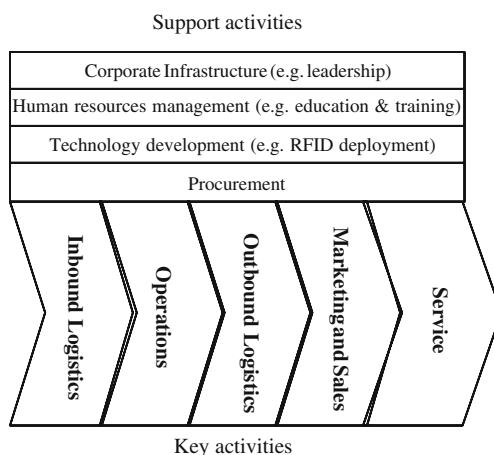 Support activities
Corporate Infrastructure (e.g. leadership)
Human resources management (e.g. education & training)
Technology development (e.g. RFID deployment)
Procurement
Inbound Logistics
Operations
Outbound Logistics
Marketing and Sales
Service
Key activities